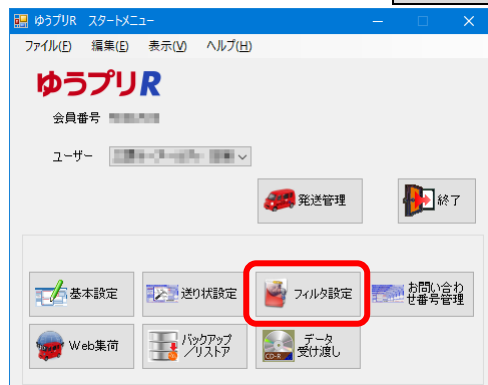 ゆうプリR スタートメニュー
ファイル(F) 編集(E) 表示(V) ヘルプ(H)
ゆうプリR
会員番号
ユーザー
発送管理
終了
基本設定
送り状設定
フィルタ設定
お問い合わ
せ番号管理
Web集荷
バックアップ
/リストア
データ
受け渡し
CD-R